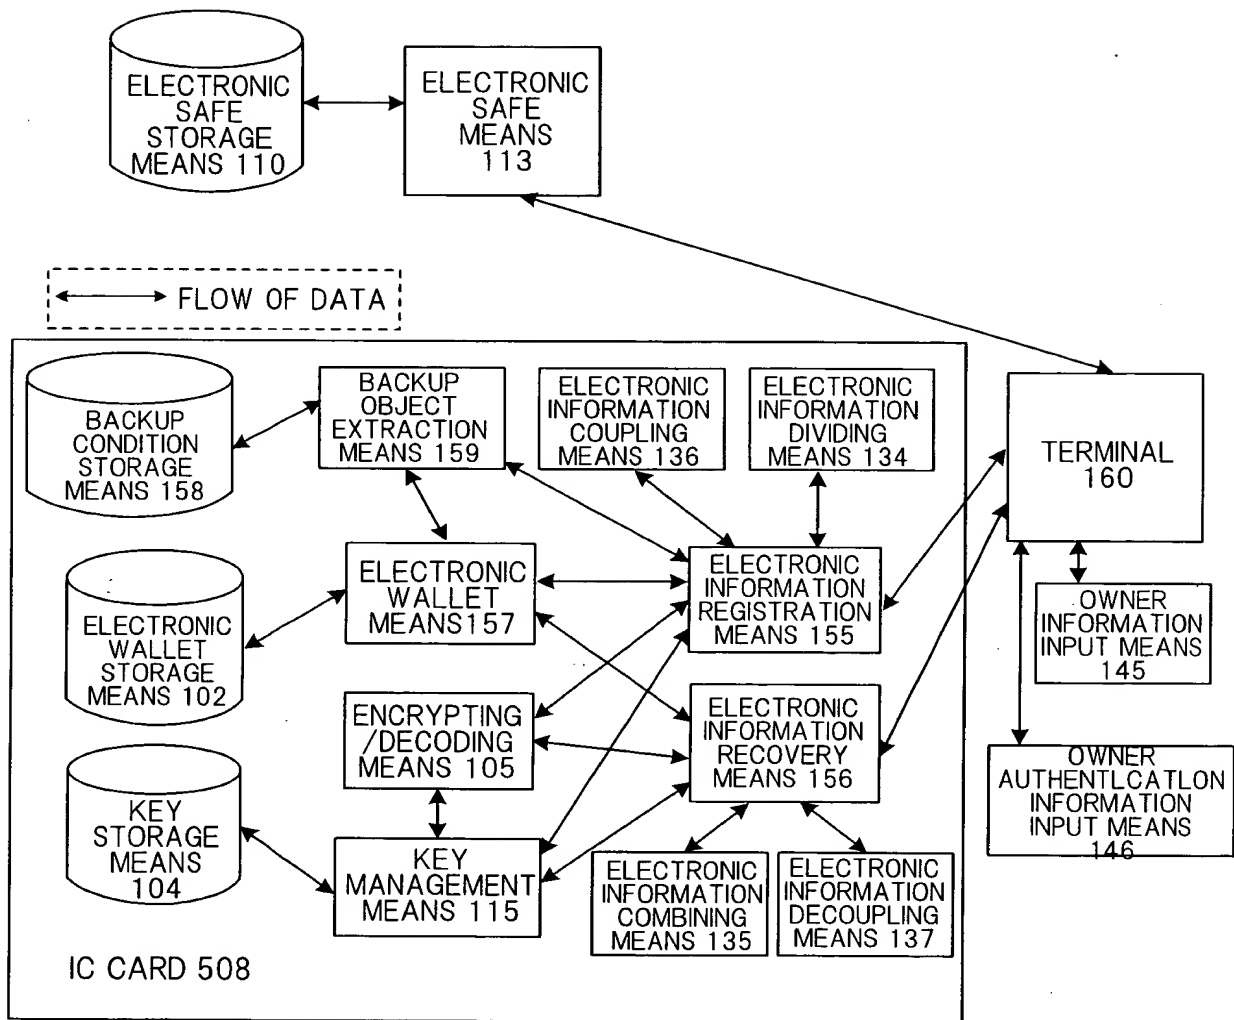 ELECTRONIC
SAFE
STORAGE
MEANS 110
ELECTRONIC
SAFE
MEANS
113
FLOW OF DATA
BACKUP
CONDITION
STORAGE
MEANS 158
BACKUP
OBJECT
EXTRACTION
MEANS 159
ELECTRONIC
INFORMATION
COUPLING
MEANS 136
ELECTRONIC
INFORMATION
DIVIDING
MEANS 134
TERMINAL
160
ELECTRONIC
WALLET
STORAGE
MEANS 102
ELECTRONIC
WALLET
MEANS157
ELECTRONIC
INFORMATION
REGISTRATION
MEANS 155
OWNER
INFORMATION
INPUT MEANS
145
KEY
STORAGE
MEANS
104
ENCRYPTING
/DECODING
MEANS 105
ELECTRONIC
INFORMATION
RECOVERY
MEANS 156
OWNER
AUTHENTLCATLON
INFORMATION
INPUT MEANS
146
KEY
MANAGEMENT
MEANS 115
ELECTRONIC
INFORMATION
COMBINING
MEANS 135
ELECTRONIC
INFORMATION
DECOUPLING
MEANS 137
IC CARD 508